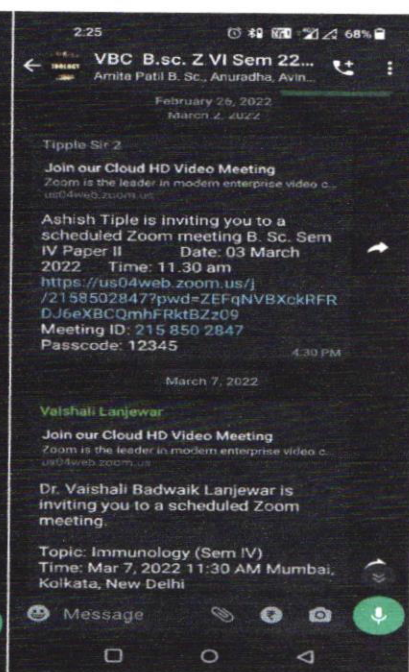 2:25 68%
VBC B.sc. Z VI Sem 22...
Amita Patil B. Sc., Anuradha, Avin...
February 26, 2022
March 2, 2022
Tipple Sir 2
Join our Cloud HD Video Meeting
Zoom is the leader in modern enterprise video c...
us04web.zoom.us
Ashish Tiple is inviting you to a
scheduled Zoom meeting B. Sc. Sem
IV Paper II Date: 03 March
2022 Time: 11.30 am
https://us04web.zoom.us/j
/2158502847?pwd=ZEFqNVBXckRFR
DJ6eXBCQmhFRktBZz09
Meeting ID: 215 850 2847
Passcode: 12345
4:30 PM
March 7, 2022
Vaishali Lanjewar
Join our Cloud HD Video Meeting
Zoom is the leader in modern enterprise video c...
us04web.zoom.us
Dr. Vaishali Badwaik Lanjewar is
inviting you to a scheduled Zoom
meeting.
Topic: Immunology (Sem IV)
Time: Mar 7, 2022 11:30 AM Mumbai,
Kolkata, New Delhi
Message